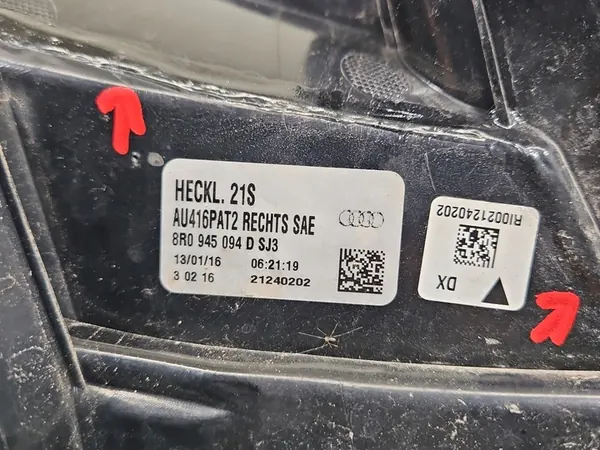 HECKL. 21S
AU416PAT2 RECHTS SAE
8R0 945 094 D SJ3
13/01/16 06:21:19
3 02 16 21240202
RI0021240202
DX